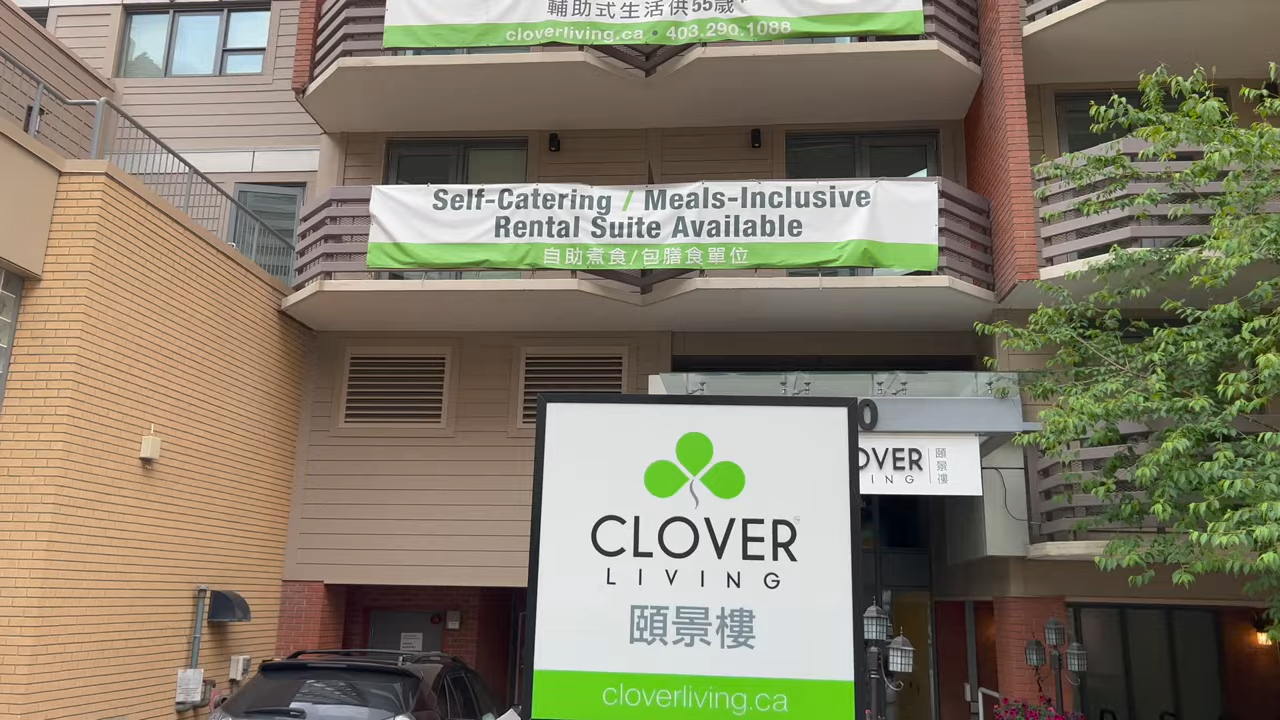 輔助式生活供55歲+
cloverliving.ca • 403.290.1088
Self-Catering / Meals-Inclusive
Rental Suite Available
自助煮食/包膳食單位
0
OVER
ING
頤景樓
CLOVER
LIVING
頤景樓
cloverliving.ca